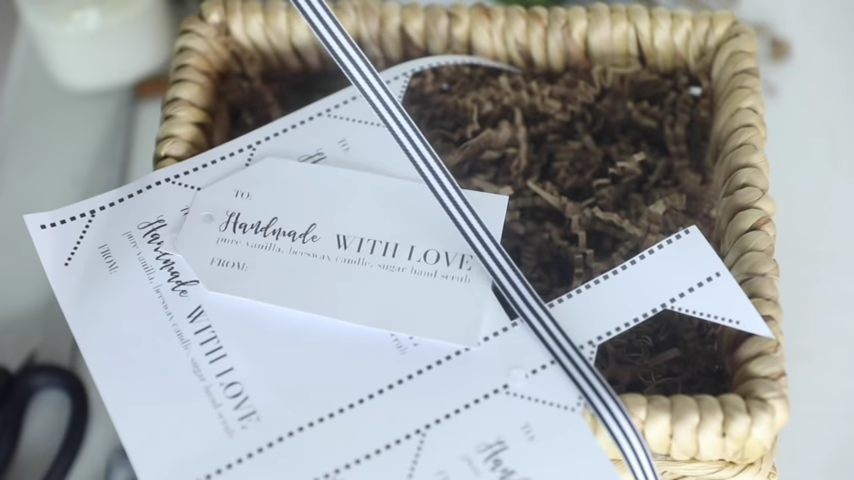 TO:
Handmade WITH LOVE
pure vanilla, beeswax candle, sugar hand scrub
FROM:
TO:
Handmade WITH LOVE
pure vanilla, beeswax candle, sugar hand scrub
FROM:
TO: